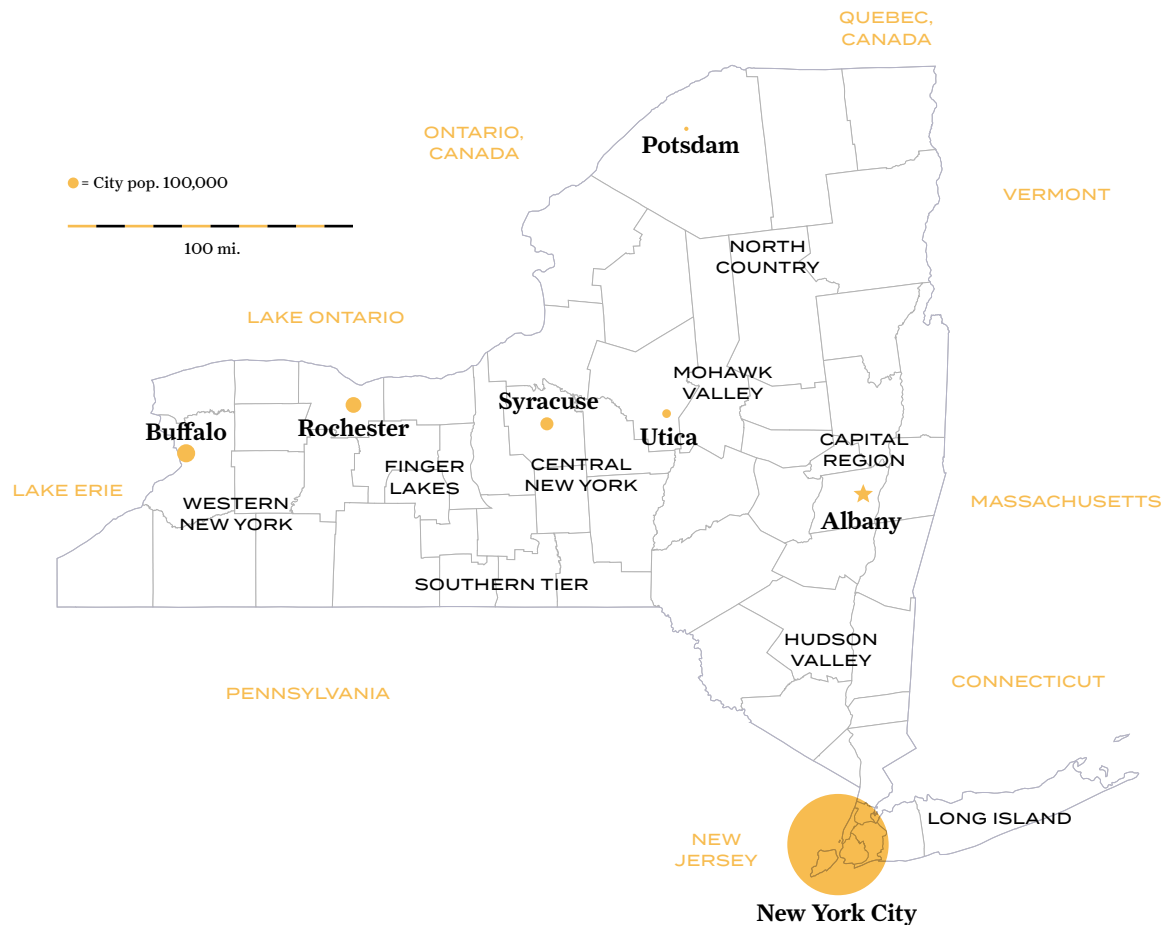 QUEBEC,
CANADA
ONTARIO,
CANADA
Potsdam
= City pop. 100,000
VERMONT
100 mi.
NORTH
COUNTRY
LAKE ONTARIO
MOHAWK
VALLEY
Syracuse
Buffalo
Rochester
Utica
CAPITAL
REGION
FINGER
LAKES
CENTRAL
NEW YORK
LAKE ERIE
WESTERN
NEW YORK
MASSACHUSETTS
Albany
SOUTHERN TIER
HUDSON
VALLEY
PENNSYLVANIA
CONNECTICUT
LONG ISLAND
NEW
JERSEY
New York City